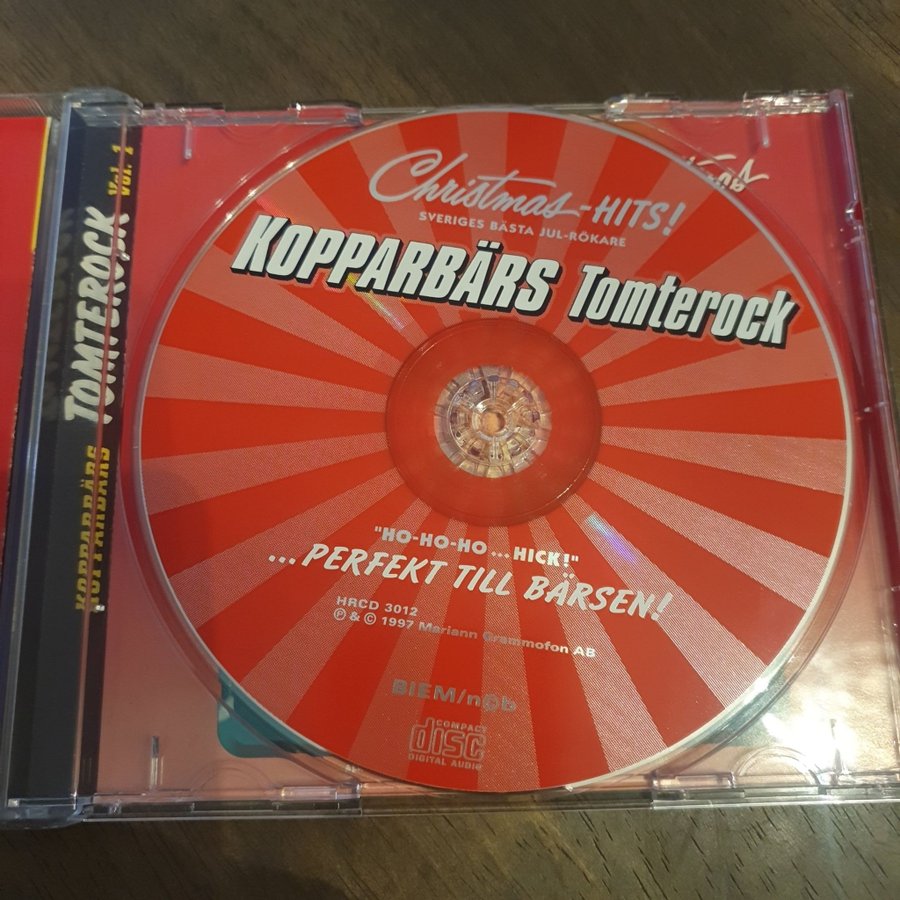 Christmas-HITS!
SVERIGES BÄSTA JUL-RÖKARE
KOPPARBÄRS Tomterock
"HO-HO-HO...HICK!"
...PERFEKT TILL BÄRSEN!
HRCD 3012
℗ & © 1997 Mariann Grammofon AB
BIEM/n©b
COMPACT
disc
DIGITAL AUDIO
KOPPARBÄRS TOMTEROCK Vol. 1